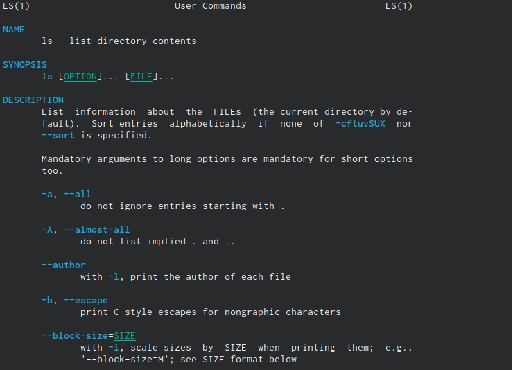 LS(1) User Commands LS(1)
NAME
ls - list directory contents
SYNOPSIS
ls [OPTION]... [FILE]...
DESCRIPTION
List information about the FILEs (the current directory by de-
fault). Sort entries alphabetically if none of -cftuvSUX nor
--sort is specified.
Mandatory arguments to long options are mandatory for short options
too.
-a, --all
do not ignore entries starting with .
-A, --almost-all
do not list implied . and ..
--author
with -l, print the author of each file
-b, --escape
print C-style escapes for nongraphic characters
--block-size=SIZE
with -l, scale sizes by SIZE when printing them; e.g.,
'--block-size=M'; see SIZE format below